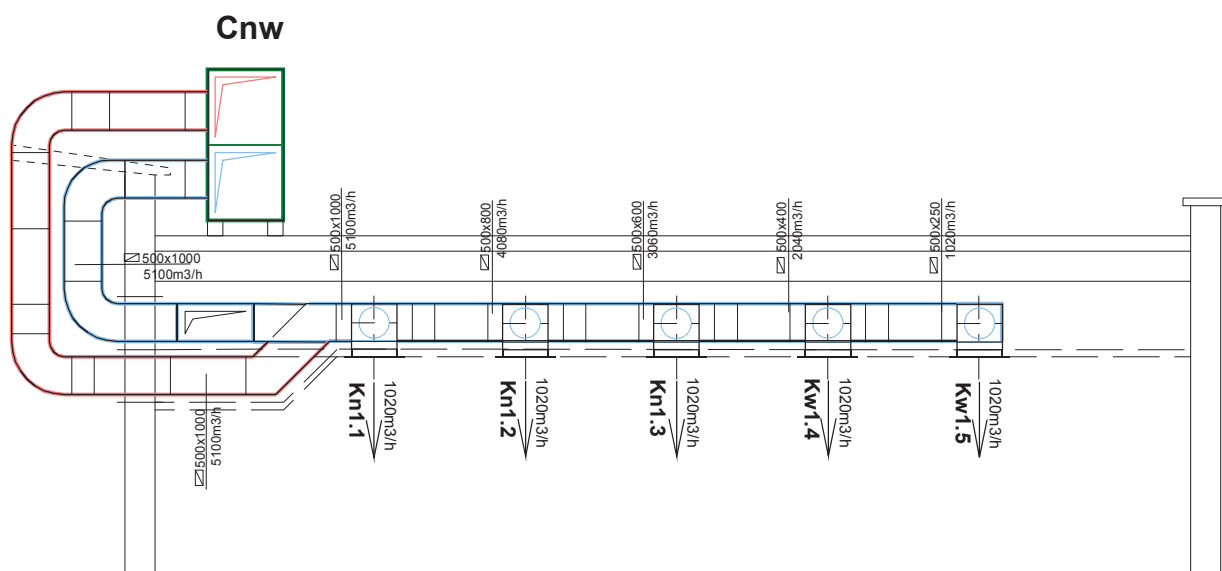 Cnw
500x1000
5100m3/h
500x800
4080m3/h
500x600
3060m3/h
500x400
2040m3/h
500x250
1020m3/h
500x1000
5100m3/h
Kn1.1
1020m3/h
Kn1.2
1020m3/h
Kn1.3
1020m3/h
Kw1.4
1020m3/h
Kw1.5
1020m3/h
500x1000
5100m3/h